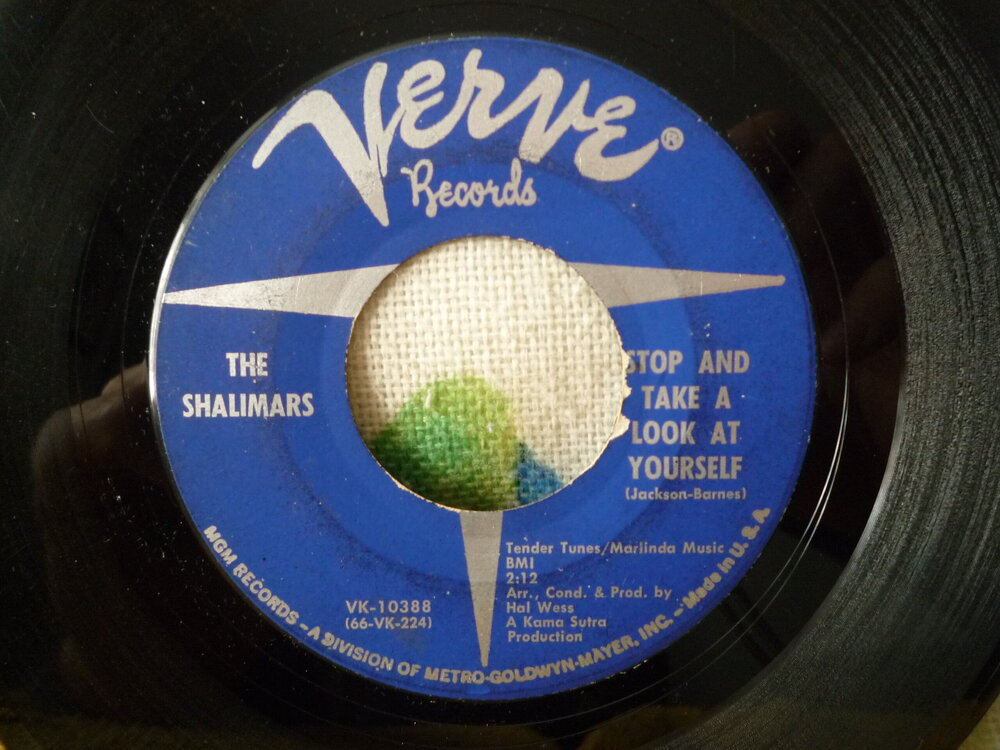 VERVE®
Records
THE
SHALIMARS
STOP AND
TAKE A
LOOK AT
YOURSELF
(Jackson-Barnes)
Tender Tunes/Marlinda Music
BMI
2:12
Arr., Cond. & Prod. by
Hal Wess
A Kama Sutra
Production
VK-10388
(66-VK-224)
MGM RECORDS – A DIVISION OF METRO-GOLDWYN-MAYER, INC. – Made in U. S. A.